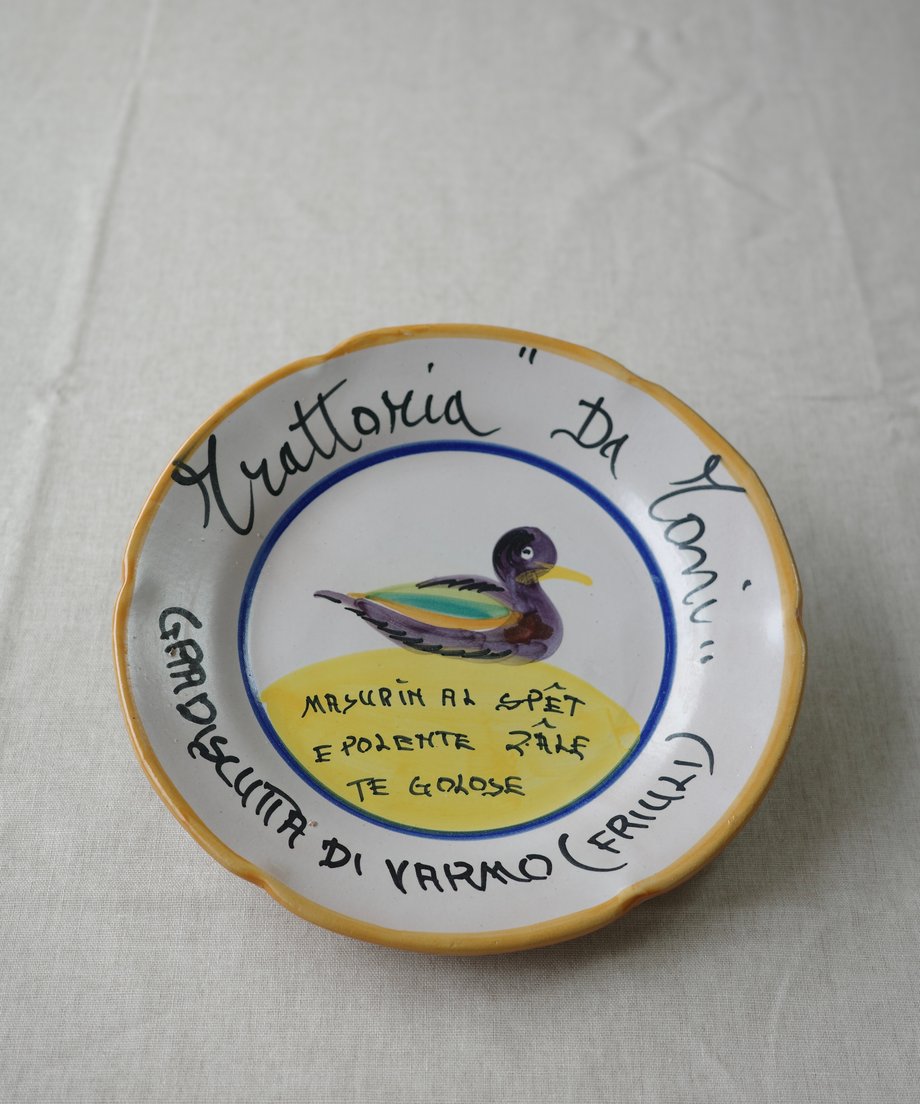 Trattoria " Da Toni "
MASURÎN AL SPÊT
E POLENTE ZÂLE
TE GOLOSE
GRADISCUTTA DI VARMO (FRIULI)